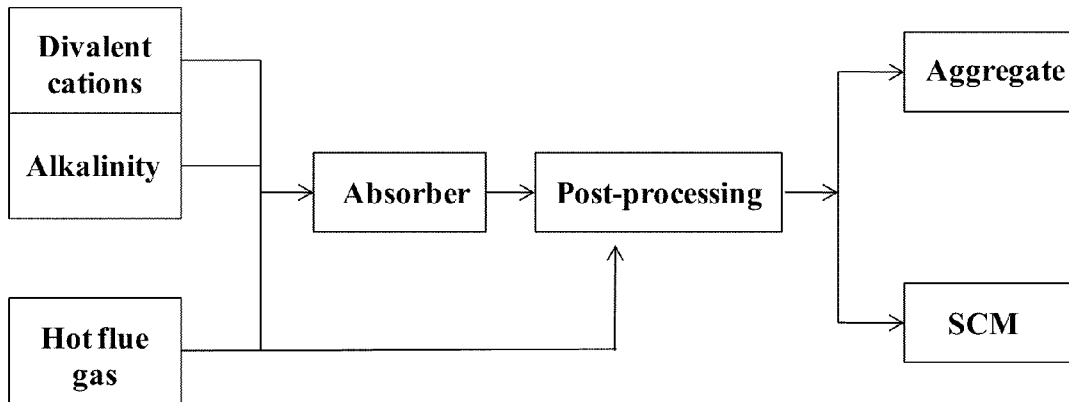 Divalent
cations
Alkalinity
Hot flue
gas
Absorber
Post-processing
Aggregate
SCM